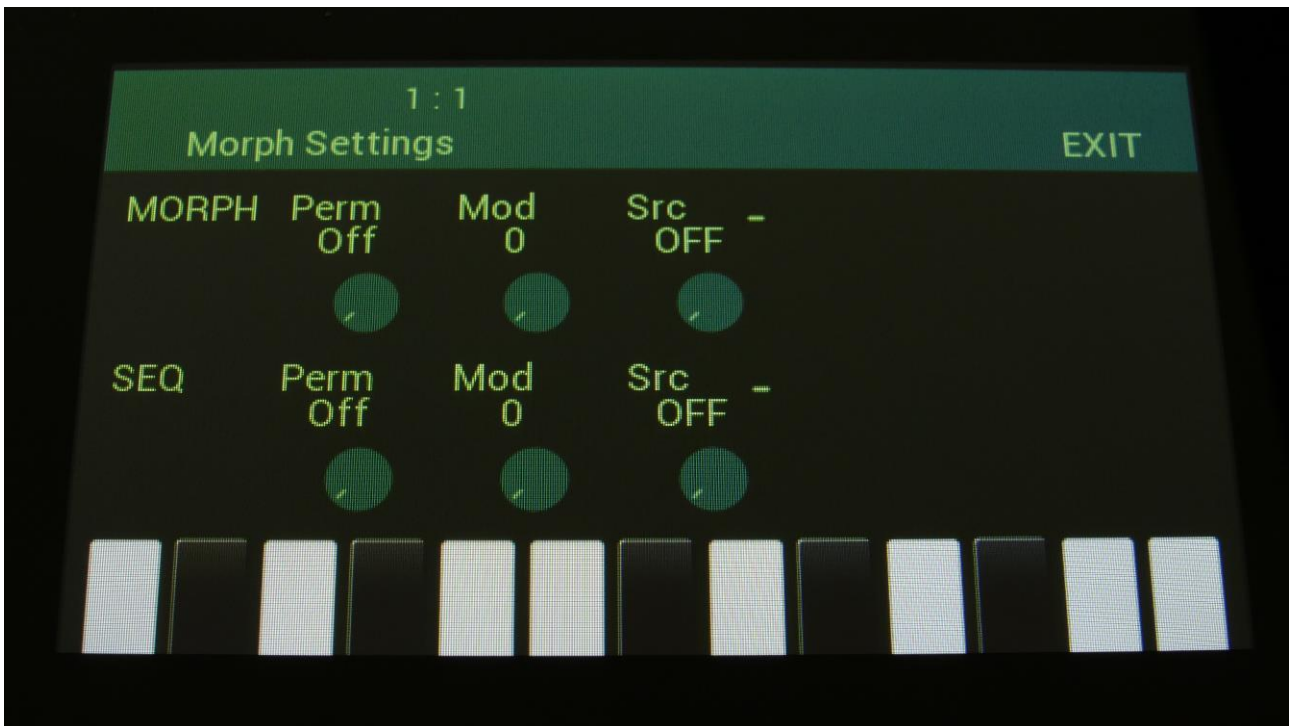 1 : 1
Morph Settings EXIT
MORPH Perm Mod Src -
Off 0 OFF
SEQ Perm Mod Src -
Off 0 OFF